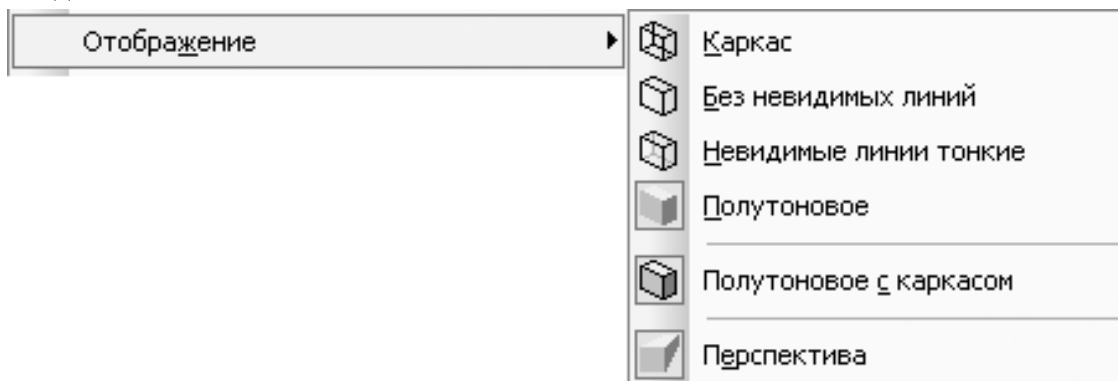 Отображение
Каркас
Без невидимых линий
Невидимые линии тонкие
Полутоновое
Полутоновое с каркасом
Перспектива